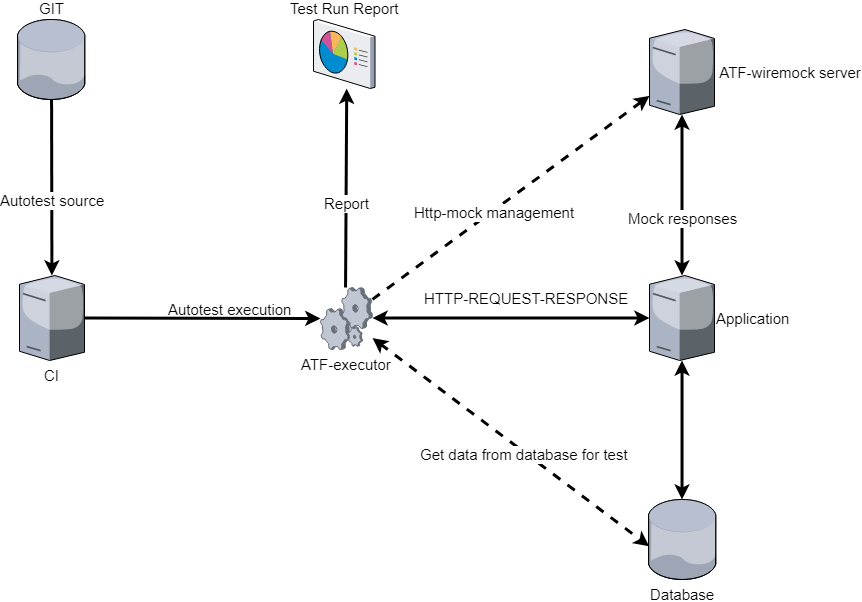 GIT
Test Run Report
ATF-wiremock server
Autotest source
Report
Http-mock management
Mock responses
HTTP-REQUEST-RESPONSE
Autotest execution
Application
ATF-executor
CI
Get data from database for test
Database